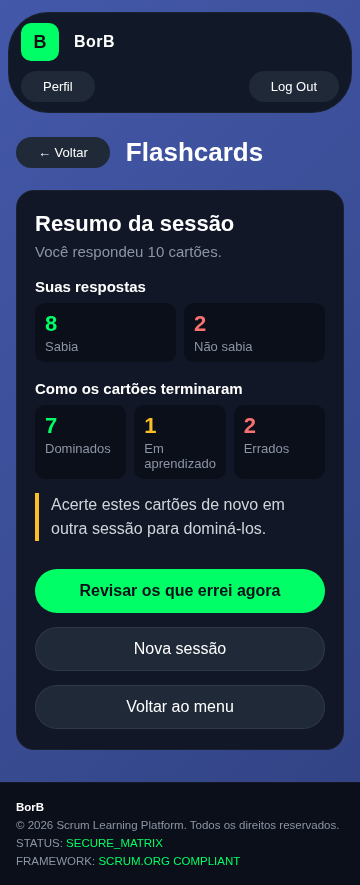 B BorB
Perfil
Log Out
← Voltar
Flashcards
Resumo da sessão
Você respondeu 10 cartões.
Suas respostas
8
Sabia
2
Não sabia
Como os cartões terminaram
7
Dominados
1
Em
aprendizado
2
Errados
Acerte estes cartões de novo em
outra sessão para dominá-los.
Revisar os que errei agora
Nova sessão
Voltar ao menu
BorB
© 2026 Scrum Learning Platform. Todos os direitos reservados.
STATUS: SECURE_MATRIX
FRAMEWORK: SCRUM.ORG COMPLIANT